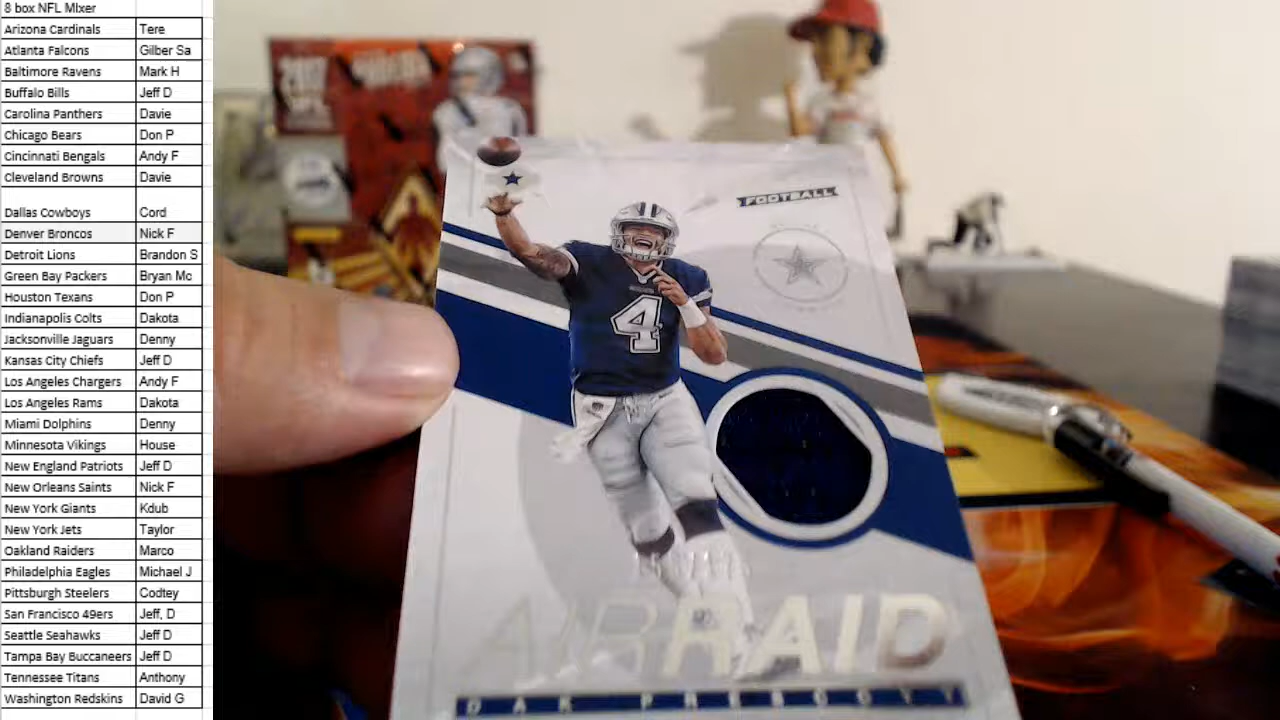 8 box NFL MIxer
Arizona Cardinals Tere
Atlanta Falcons Gilber Sa
Baltimore Ravens Mark H
Buffalo Bills Jeff D
Carolina Panthers Davie
Chicago Bears Don P
Cincinnati Bengals Andy F
Cleveland Browns Davie
Dallas Cowboys Cord
Denver Broncos Nick F
Detroit Lions Brandon S
Green Bay Packers Bryan Mc
Houston Texans Don P
Indianapolis Colts Dakota
Jacksonville Jaguars Denny
Kansas City Chiefs Jeff D
Los Angeles Chargers Andy F
Los Angeles Rams Dakota
Miami Dolphins Denny
Minnesota Vikings House
New England Patriots Jeff D
New Orleans Saints Nick F
New York Giants Kdub
New York Jets Taylor
Oakland Raiders Marco
Philadelphia Eagles Michael J
Pittsburgh Steelers Codtey
San Francisco 49ers Jeff, D
Seattle Seahawks Jeff D
Tampa Bay Buccaneers Jeff D
Tennessee Titans Anthony
Washington Redskins David G
2017
NFL
FOOTBALL
4
AIR RAID
DAK PRESCOTT